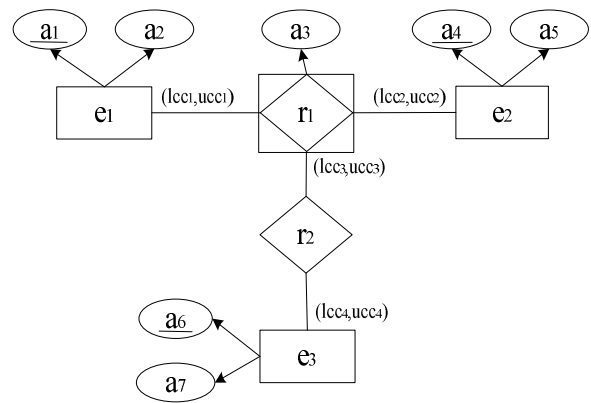 a1 a2 a3 a4 a5
(lcc1,ucc1) (lcc2,ucc2)
e1 r1 e2
(lcc3,ucc3)
r2
(lcc4,ucc4)
a6
e3
a7